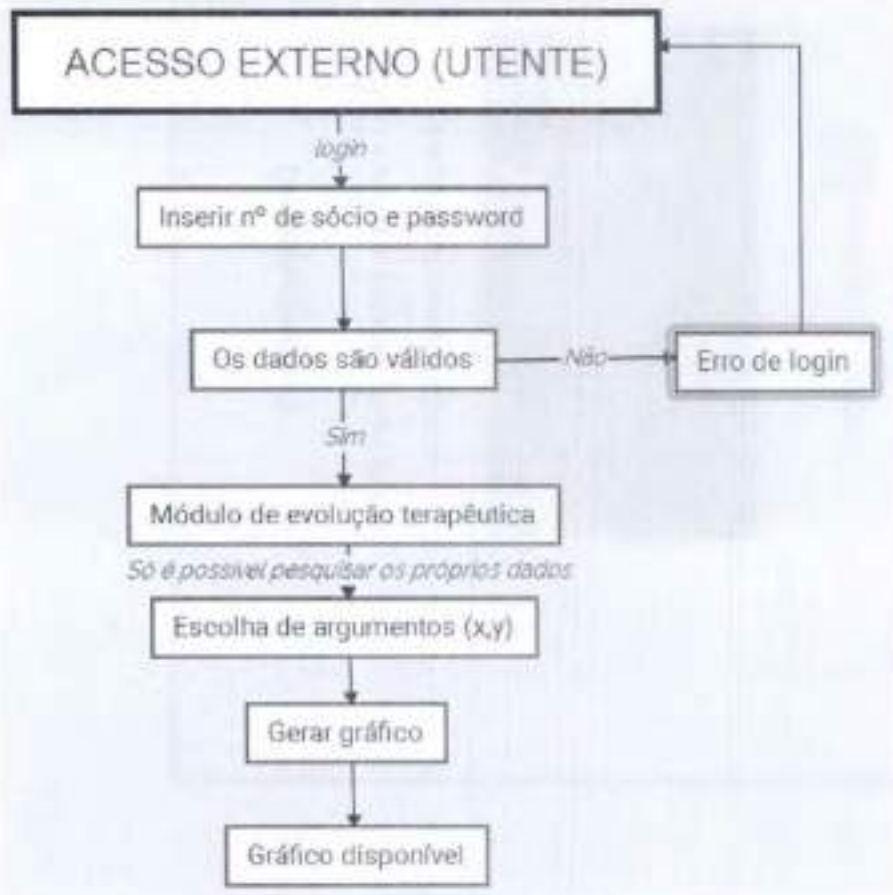 ACESSO EXTERNO (UTENTE)
login
Inserir nº de sócio e password
Os dados são válidos
Não
Erro de login
Sim
Módulo de evolução terapêutica
Só é possível pesquisar os próprios dados
Escolha de argumentos (x,y)
Gerar gráfico
Gráfico disponível